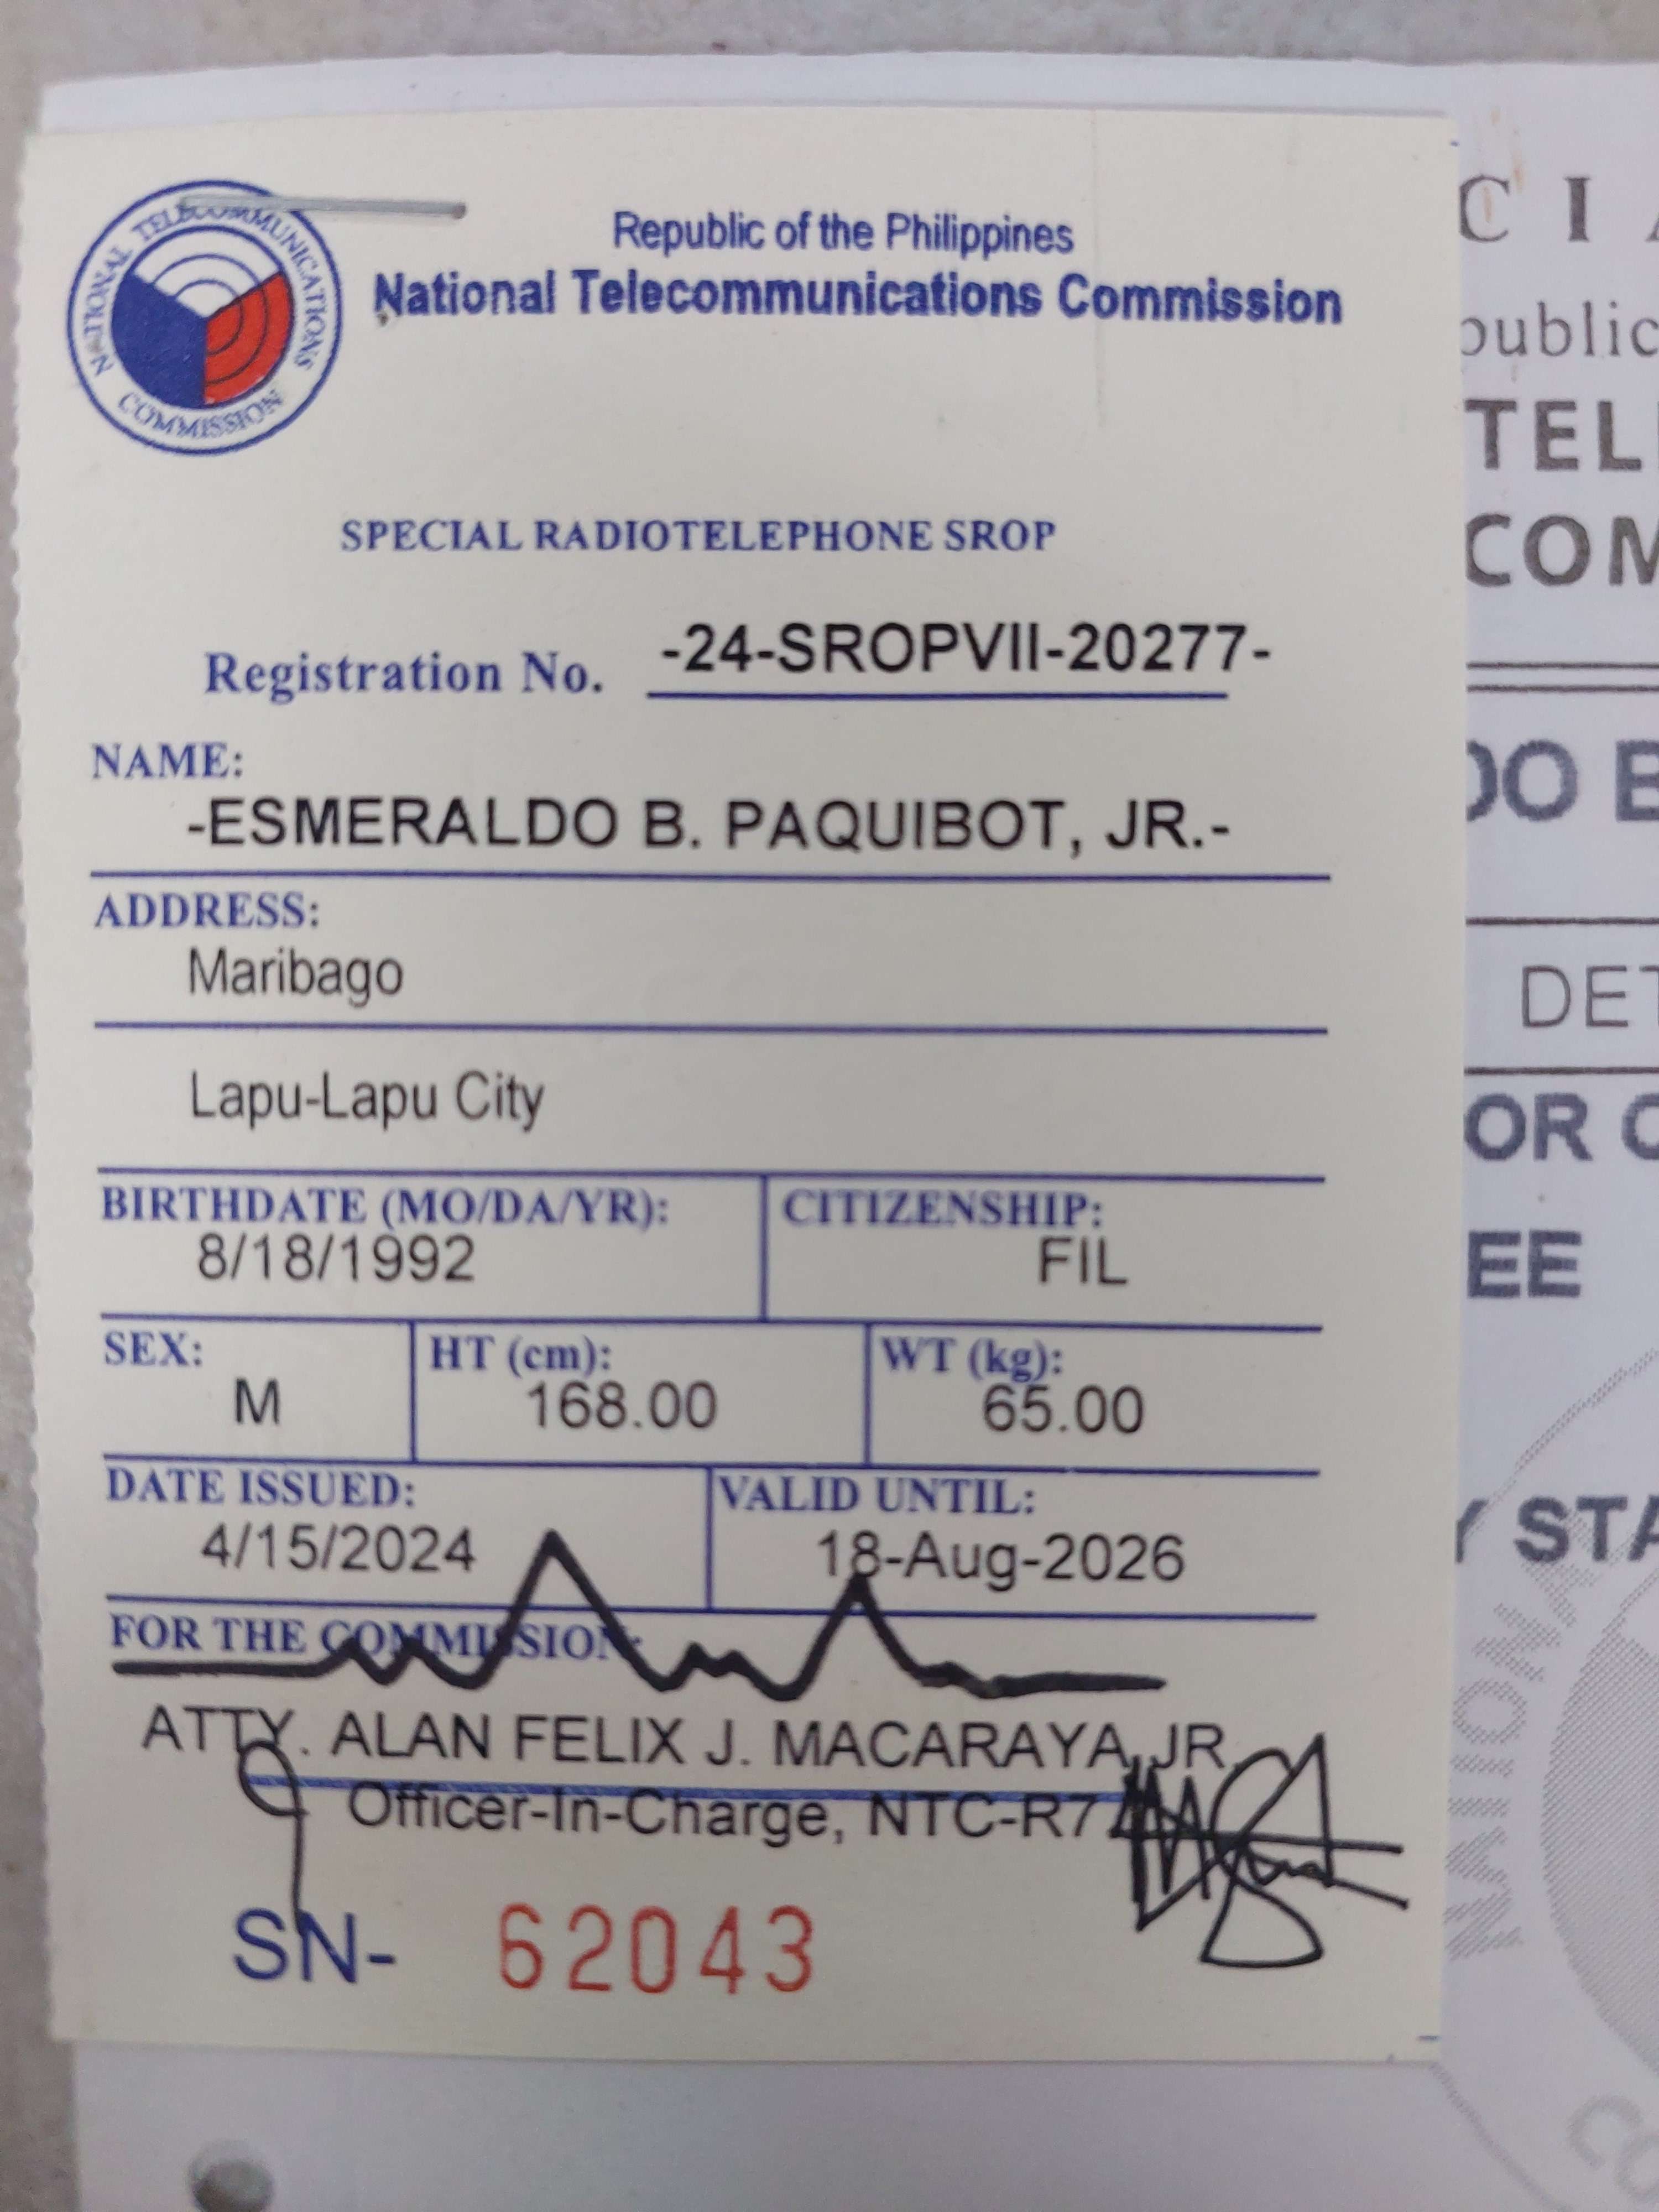 NATIONAL TELECOMMUNICATIONS COMMISSION
Republic of the Philippines
National Telecommunications Commission
SPECIAL RADIOTELEPHONE SROP
Registration No. -24-SROPVII-20277-
NAME:
-ESMERALDO B. PAQUIBOT, JR.-
ADDRESS:
Maribago
Lapu-Lapu City
BIRTHDATE (MO/DA/YR): CITIZENSHIP:
8/18/1992 FIL
SEX: HT (cm): WT (kg):
M 168.00 65.00
DATE ISSUED: VALID UNTIL:
4/15/2024 18-Aug-2026
FOR THE COMMISSION:
ATTY. ALAN FELIX J. MACARAYA, JR.
Officer-In-Charge, NTC-R7
SN- 62043
C I
public
TEL
COM
DO B
DET
OR
EE
Y STA